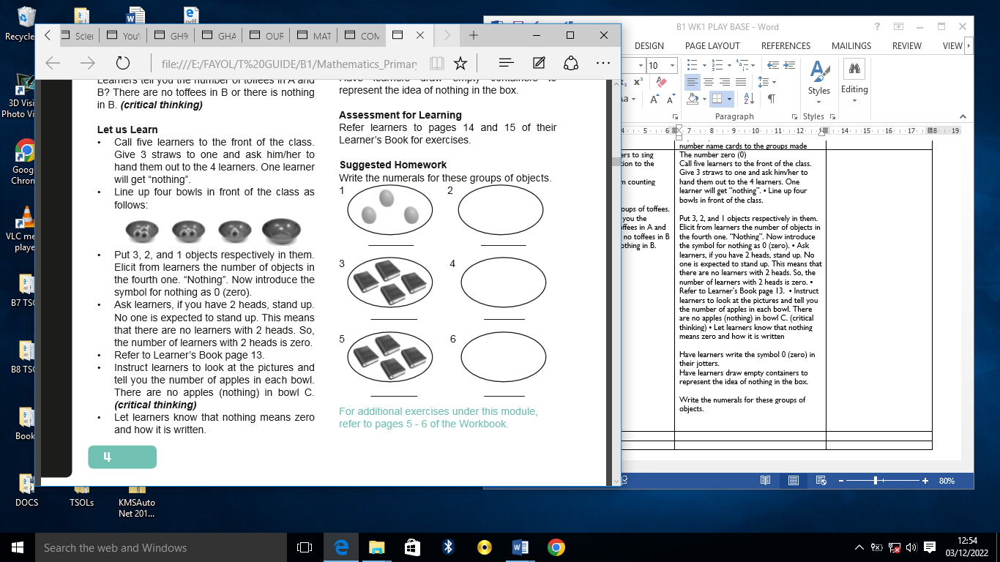 Recycle
pdf
Scien
You'r
GH9
GHA
OUR
MAT
COM
file:///E:/FAYOL/T%20GUIDE/B1/Mathematics_Primary
Learners tell you the number of toffees in A and
B? There are no toffees in B or there is nothing
in B. (critical thinking)
Let us Learn
• Call five learners to the front of the class.
Give 3 straws to one and ask him/her to
hand them out to the 4 learners. One learner
will get “nothing”.
• Line up four bowls in front of the class as
follows:
• Put 3, 2, and 1 objects respectively in them.
Elicit from learners the number of objects in
the fourth one. “Nothing”. Now introduce the
symbol for nothing as 0 (zero).
• Ask learners, if you have 2 heads, stand up.
No one is expected to stand up. This means
that there are no learners with 2 heads. So,
the number of learners with 2 heads is zero.
• Refer to Learner’s Book page 13.
• Instruct learners to look at the pictures and
tell you the number of apples in each bowl.
There are no apples (nothing) in bowl C.
(critical thinking)
• Let learners know that nothing means zero
and how it is written.
4
Have learners draw empty containers to
represent the idea of nothing in the box.
Assessment for Learning
Refer learners to pages 14 and 15 of their
Learner’s Book for exercises.
Suggested Homework
Write the numerals for these groups of objects.
1 2
3 4
5 6
For additional exercises under this module,
refer to pages 5 - 6 of the Workbook.
B1 WK1 PLAY BASE - Word
DESIGN PAGE LAYOUT REFERENCES MAILINGS REVIEW VIEW
10
Aa
Styles
Editing
Paragraph
Styles
4 5 6 8 9 10 11 12 13 14 15 16 17 18 19
ers to sing
tion to the
m counting
oups of toffees.
you the
ffees in A and
no toffees in B
othing in B.
number name cards to the groups made
The number zero (0)
Call five learners to the front of the class.
Give 3 straws to one and ask him/her to
hand them out to the 4 learners. One
learner will get “nothing”. • Line up four
bowls in front of the class.
Put 3, 2, and 1 objects respectively in them.
Elicit from learners the number of objects in
the fourth one. “Nothing”. Now introduce
the symbol for nothing as 0 (zero). • Ask
learners, if you have 2 heads, stand up. No
one is expected to stand up. This means that
there are no learners with 2 heads. So, the
number of learners with 2 heads is zero. •
Refer to Learner’s Book page 13. • Instruct
learners to look at the pictures and tell you
the number of apples in each bowl. There
are no apples (nothing) in bowl C. (critical
thinking) • Let learners know that nothing
means zero and how it is written
Have learners write the symbol 0 (zero) in
their jotters.
Have learners draw empty containers to
represent the idea of nothing in the box.
Write the numerals for these groups of
objects.
80%
3D Visi
Photo Vi
Goog
Chron
VLC me
playe
B7 TSO
B8 TSO
Book
DOCS
TSOLs
KMSAuto
Net 201...
Search the web and Windows
12:54
03/12/2022